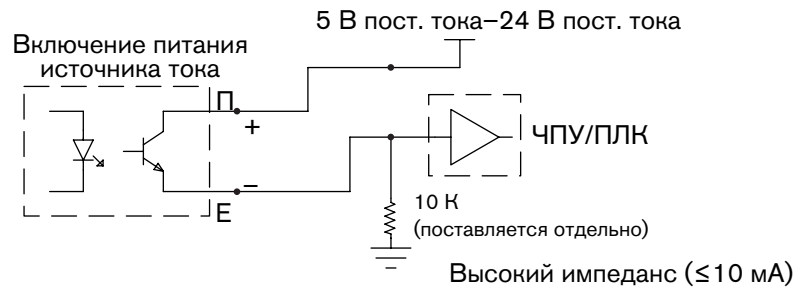 5 В пост. тока–24 В пост. тока
Включение питания
источника тока
П
+
ЧПУ/ПЛК
–
E
10 К
(поставляется отдельно)
Высокий импеданс (≤10 мА)